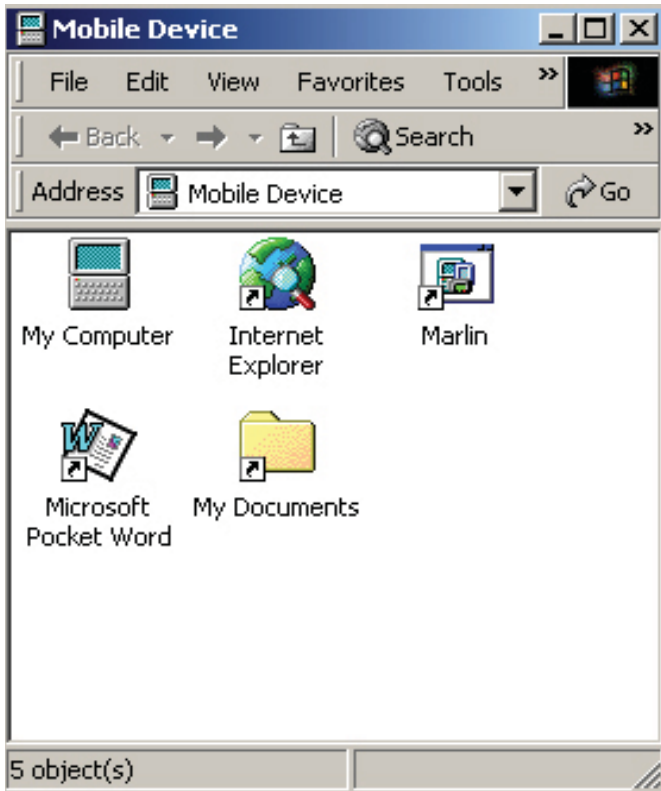 Mobile Device
File Edit View Favorites Tools »
Back Search »
Address Mobile Device Go
My Computer Internet Explorer Marlin
Microsoft Pocket Word My Documents
5 object(s)